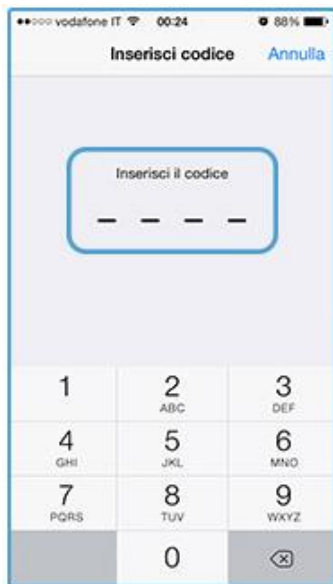 vodafone IT 00:24 88%
Inserisci codice Annulla
Inserisci il codice
1 2 3
ABC DEF
4 5 6
GHI JKL MNO
7 8 9
PQRS TUV WXYZ
0